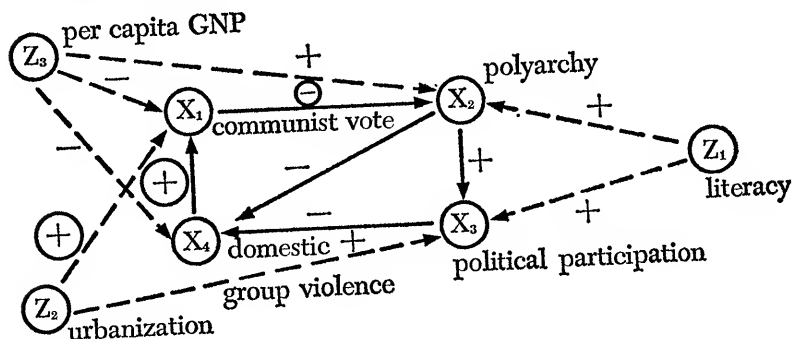 per capita GNP
Z3
+
polyarchy
−
−
X2
X1
communist vote
+
Z1
−
+
−
+
literacy
+
−
+
X3
X4
domestic
+
political participation
group violence
Z2
urbanization